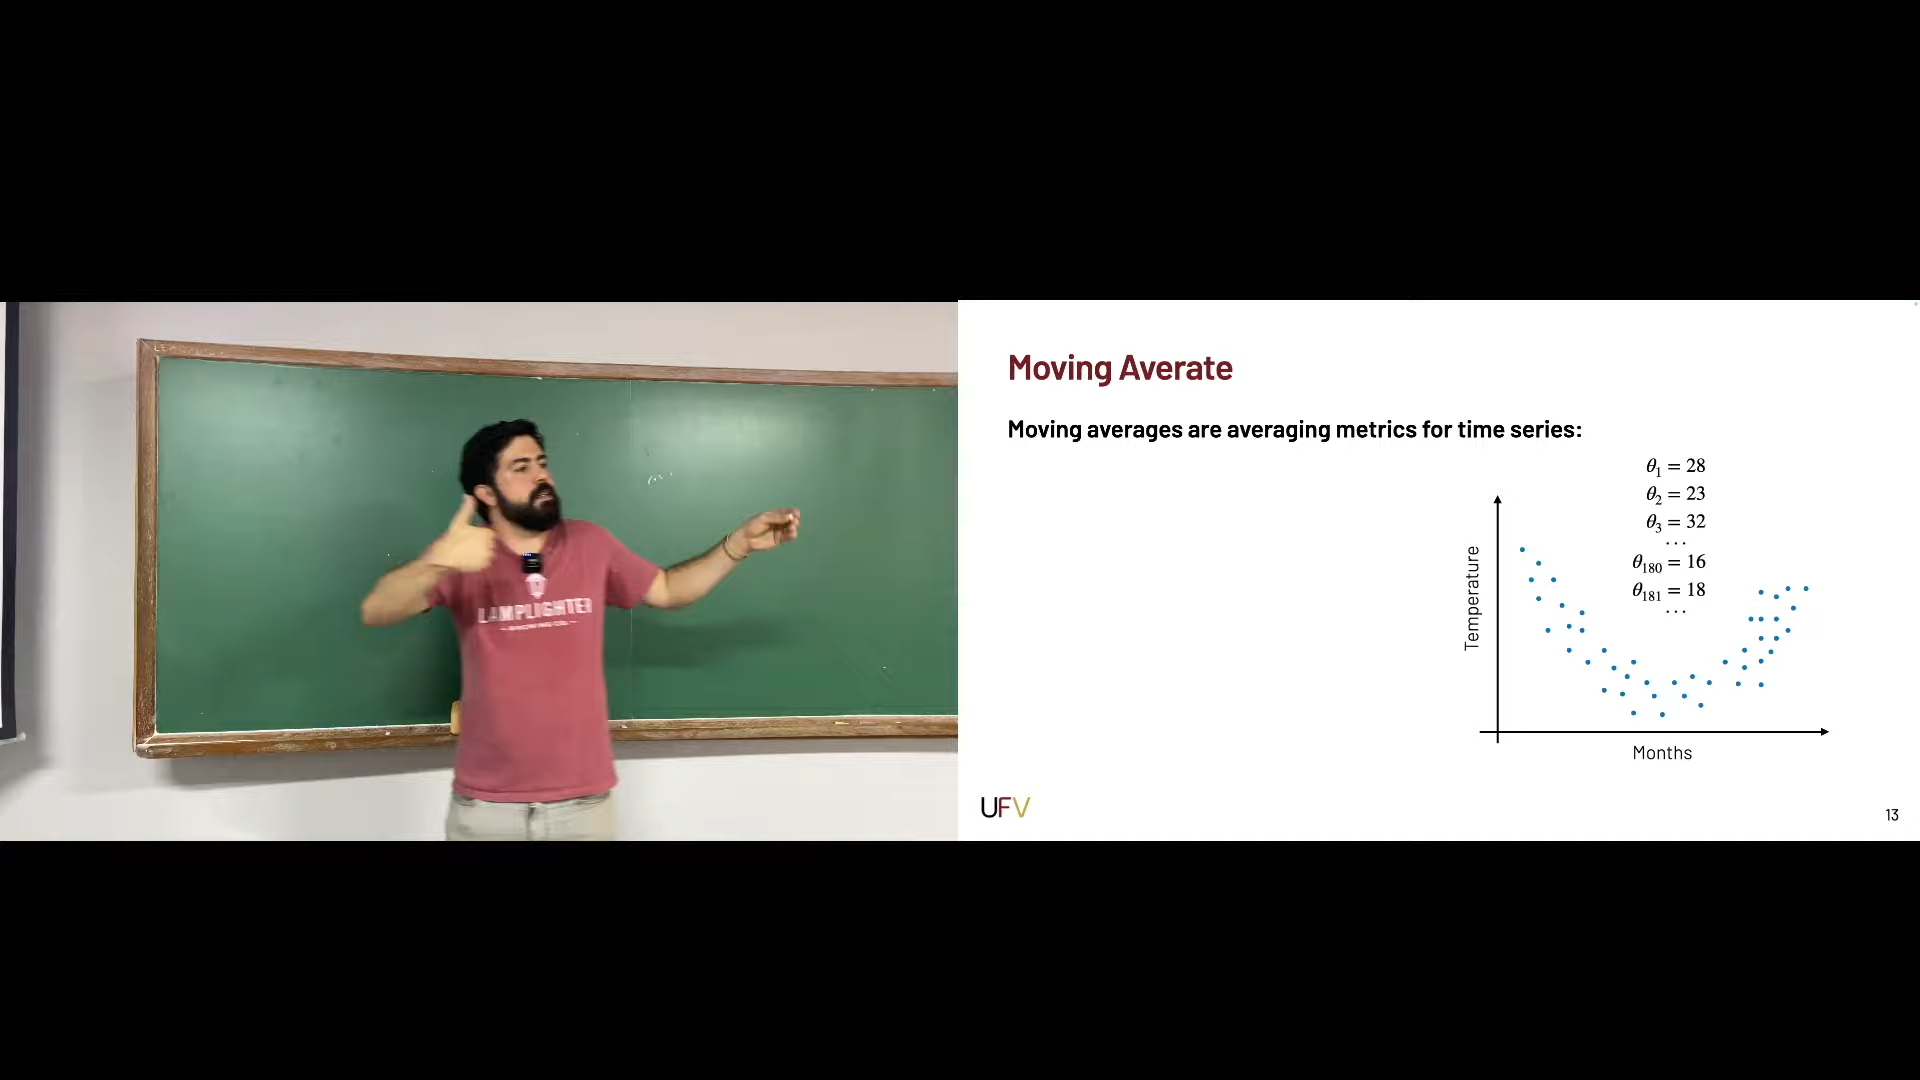 LAMPLIGHTER
Moving Averate
Moving averages are averaging metrics for time series:
θ₁ = 28
θ₂ = 23
θ₃ = 32
...
θ₁₈₀ = 16
θ₁₈₁ = 18
...
Temperature
Months
UFV
13